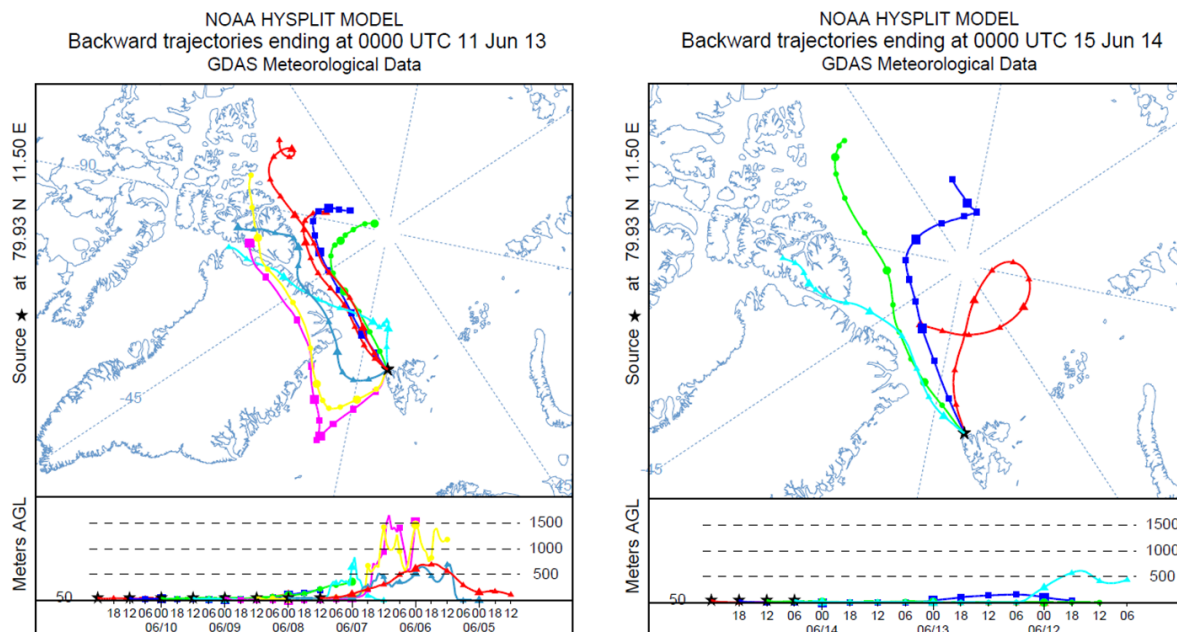 NOAA HYSPLIT MODEL
Backward trajectories ending at 0000 UTC 11 Jun 13
GDAS Meteorological Data
Source ★ at 79.93 N 11.50 E
-90
-45
Meters AGL
1500
1000
500
50
18 12 06 00 18 12 06 00 18 12 06 00 18 12 06 00 18 12 06 00 18 12 06 00 18 12
06/10 06/09 06/08 06/07 06/06 06/05
NOAA HYSPLIT MODEL
Backward trajectories ending at 0000 UTC 15 Jun 14
GDAS Meteorological Data
Source ★ at 79.93 N 11.50 E
-45
Meters AGL
1500
1000
500
50
18 12 06 00 18 12 06 00 18 12 06 00 18 12 06
06/14 06/13 06/12